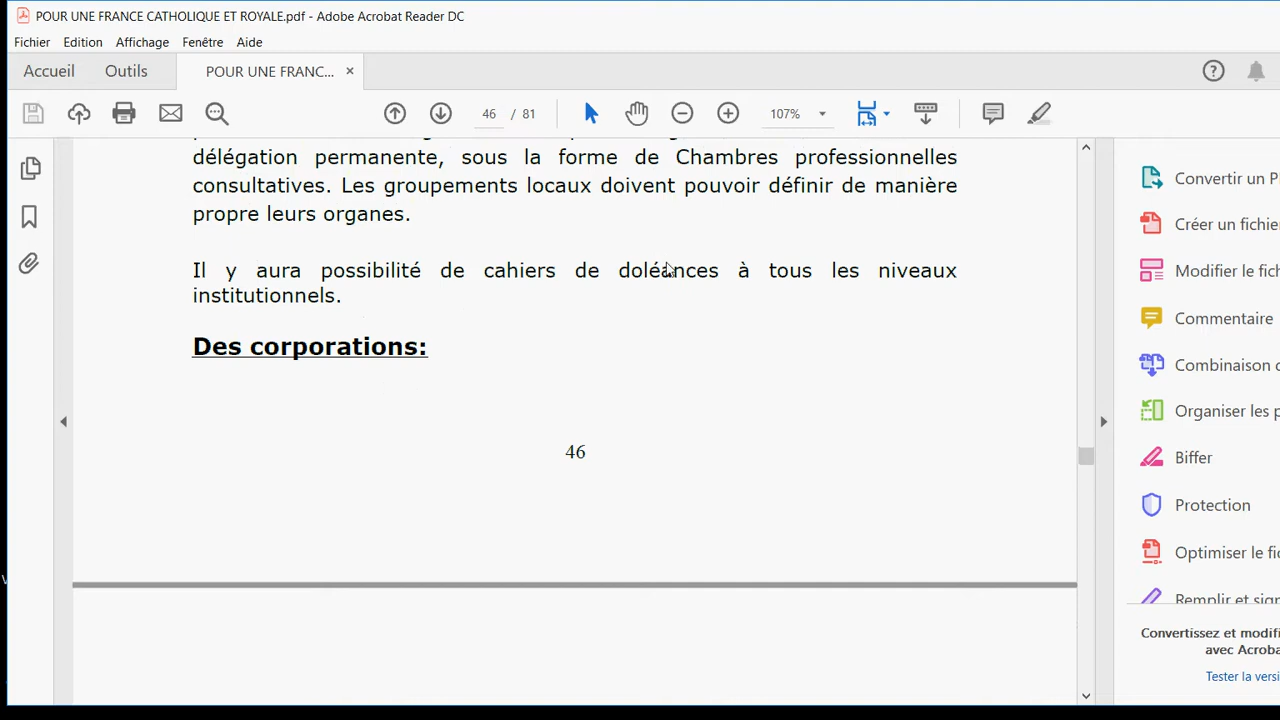 POUR UNE FRANCE CATHOLIQUE ET ROYALE.pdf - Adobe Acrobat Reader DC
Fichier Edition Affichage Fenêtre Aide
Accueil Outils POUR UNE FRANC... ×
46 / 81 107%
délégation permanente, sous la forme de Chambres professionnelles
consultatives. Les groupements locaux doivent pouvoir définir de manière
propre leurs organes.
Il y aura possibilité de cahiers de doléances à tous les niveaux
institutionnels.
Des corporations:
46
Convertir un P
Créer un fichier
Modifier le fich
Commentaire
Combinaison d
Organiser les p
Biffer
Protection
Optimiser le fic
Remplir et sign
Convertissez et modifi
avec Acroba
Tester la versi